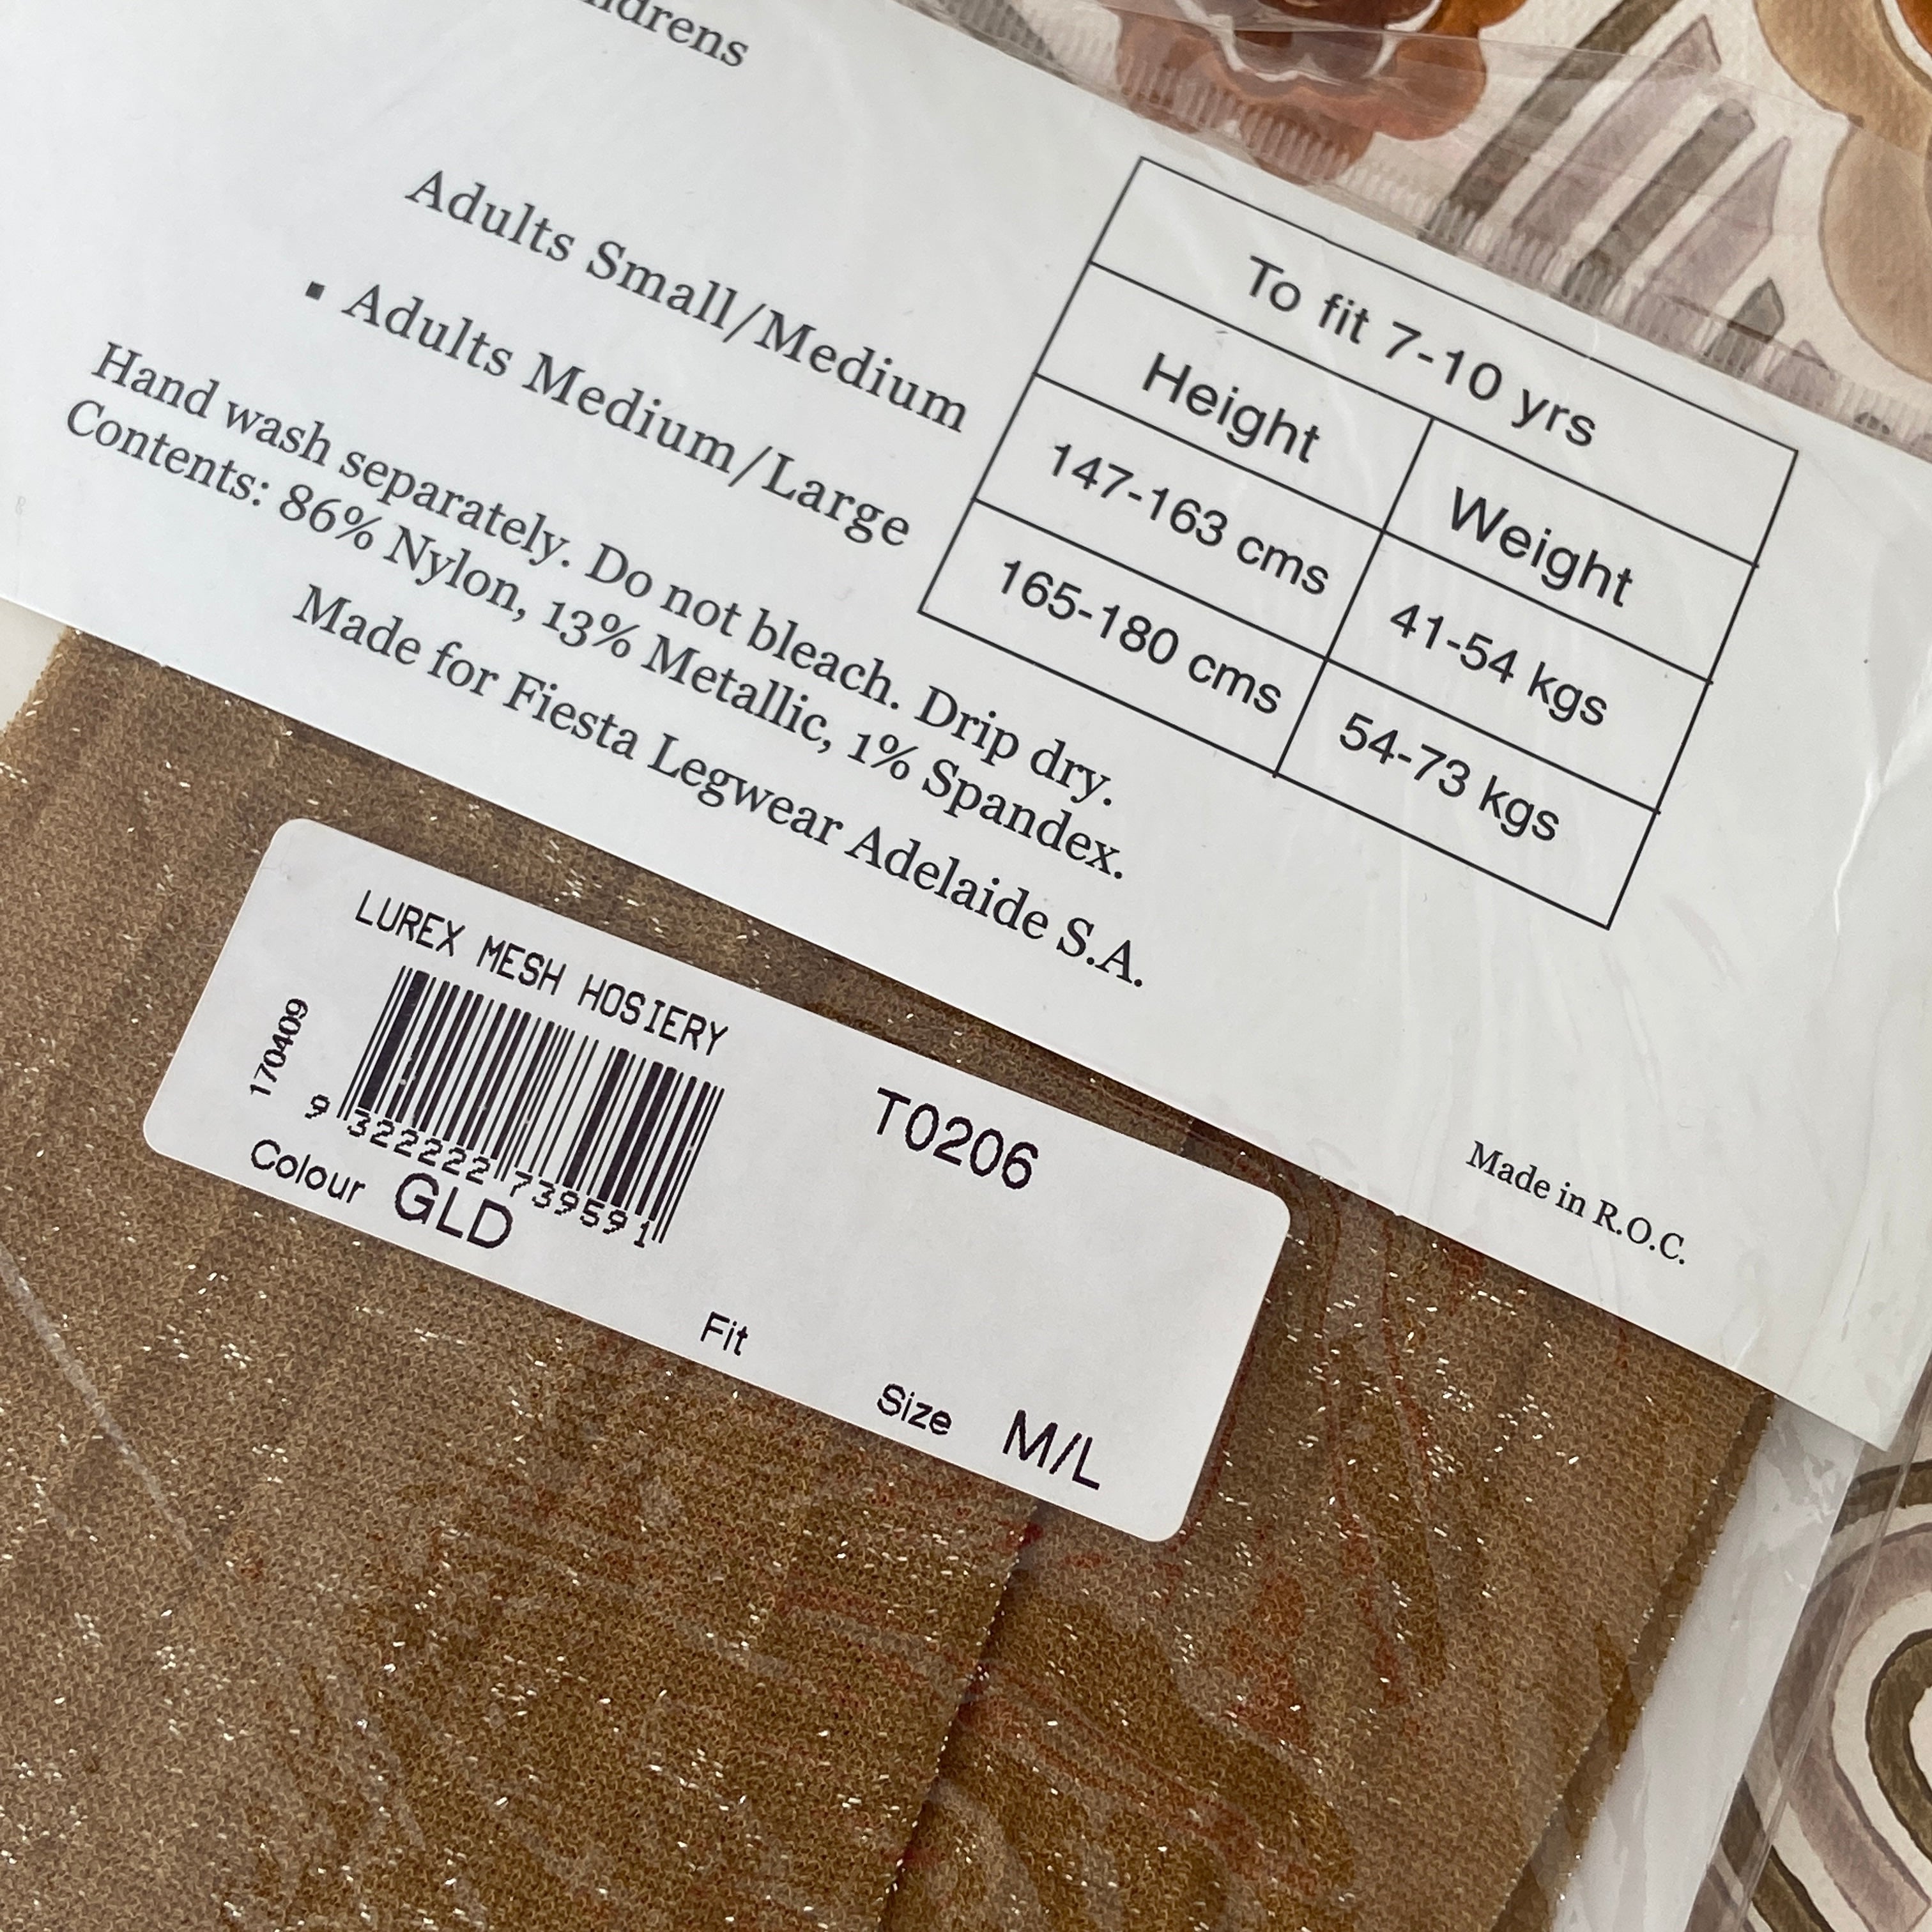 To fit 7-10 yrs
Height Weight
Adults Small/Medium 147-163 cms 41-54 kgs
▪ Adults Medium/Large 165-180 cms 54-73 kgs
Hand wash separately. Do not bleach. Drip dry.
Contents: 86% Nylon, 13% Metallic, 1% Spandex.
Made for Fiesta Legwear Adelaide S.A.
Made in R.O.C.
LUREX MESH HOSIERY
170409
T0206
9 322222 739591
Colour GLD
Fit
Size M/L